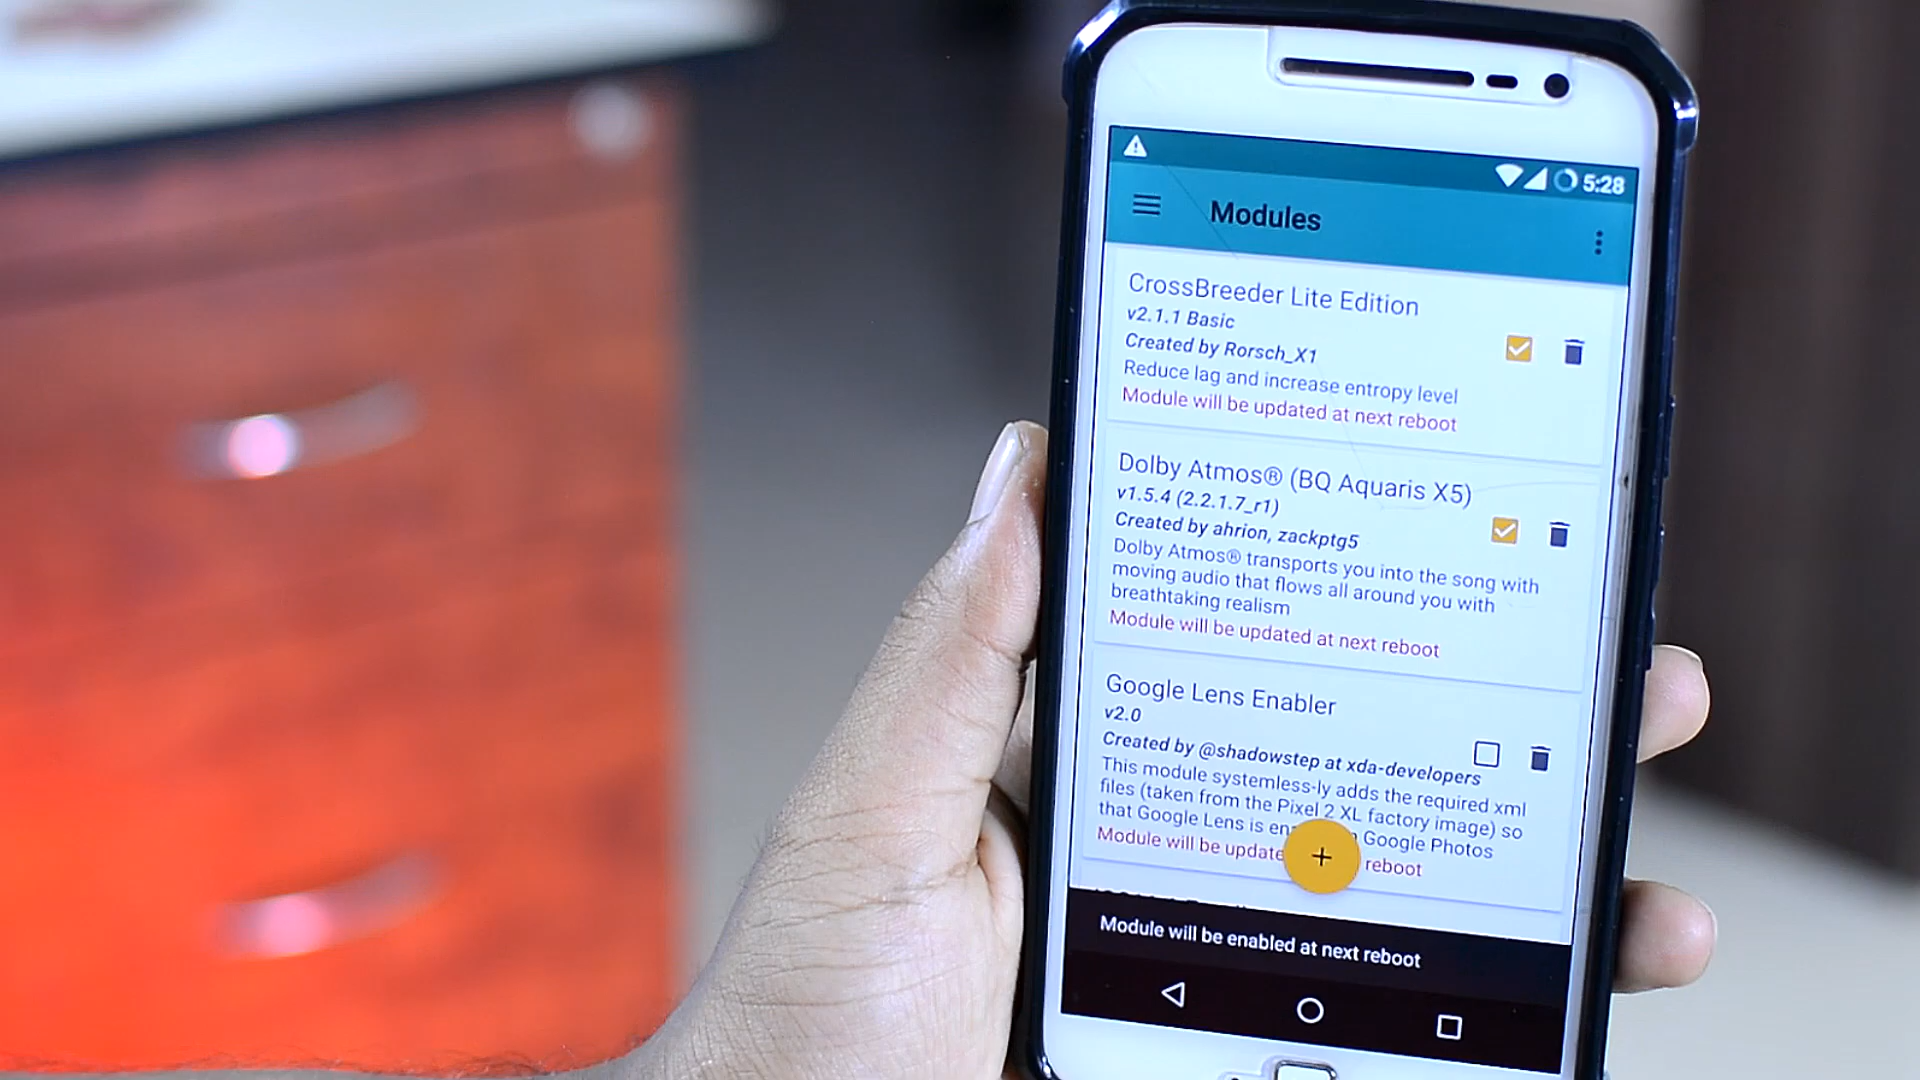 5:28
Modules
CrossBreeder Lite Edition
v2.1.1 Basic
Created by Rorsch_X1
Reduce lag and increase entropy level
Module will be updated at next reboot
Dolby Atmos® (BQ Aquaris X5)
v1.5.4 (2.2.1.7_r1)
Created by ahrion, zackptg5
Dolby Atmos® transports you into the song with
moving audio that flows all around you with
breathtaking realism
Module will be updated at next reboot
Google Lens Enabler
v2.0
Created by @shadowstep at xda-developers
This module systemless-ly adds the required xml
files (taken from the Pixel 2 XL factory image) so
that Google Lens is Google Photos
Module will be reboot
Module will be enabled at next reboot